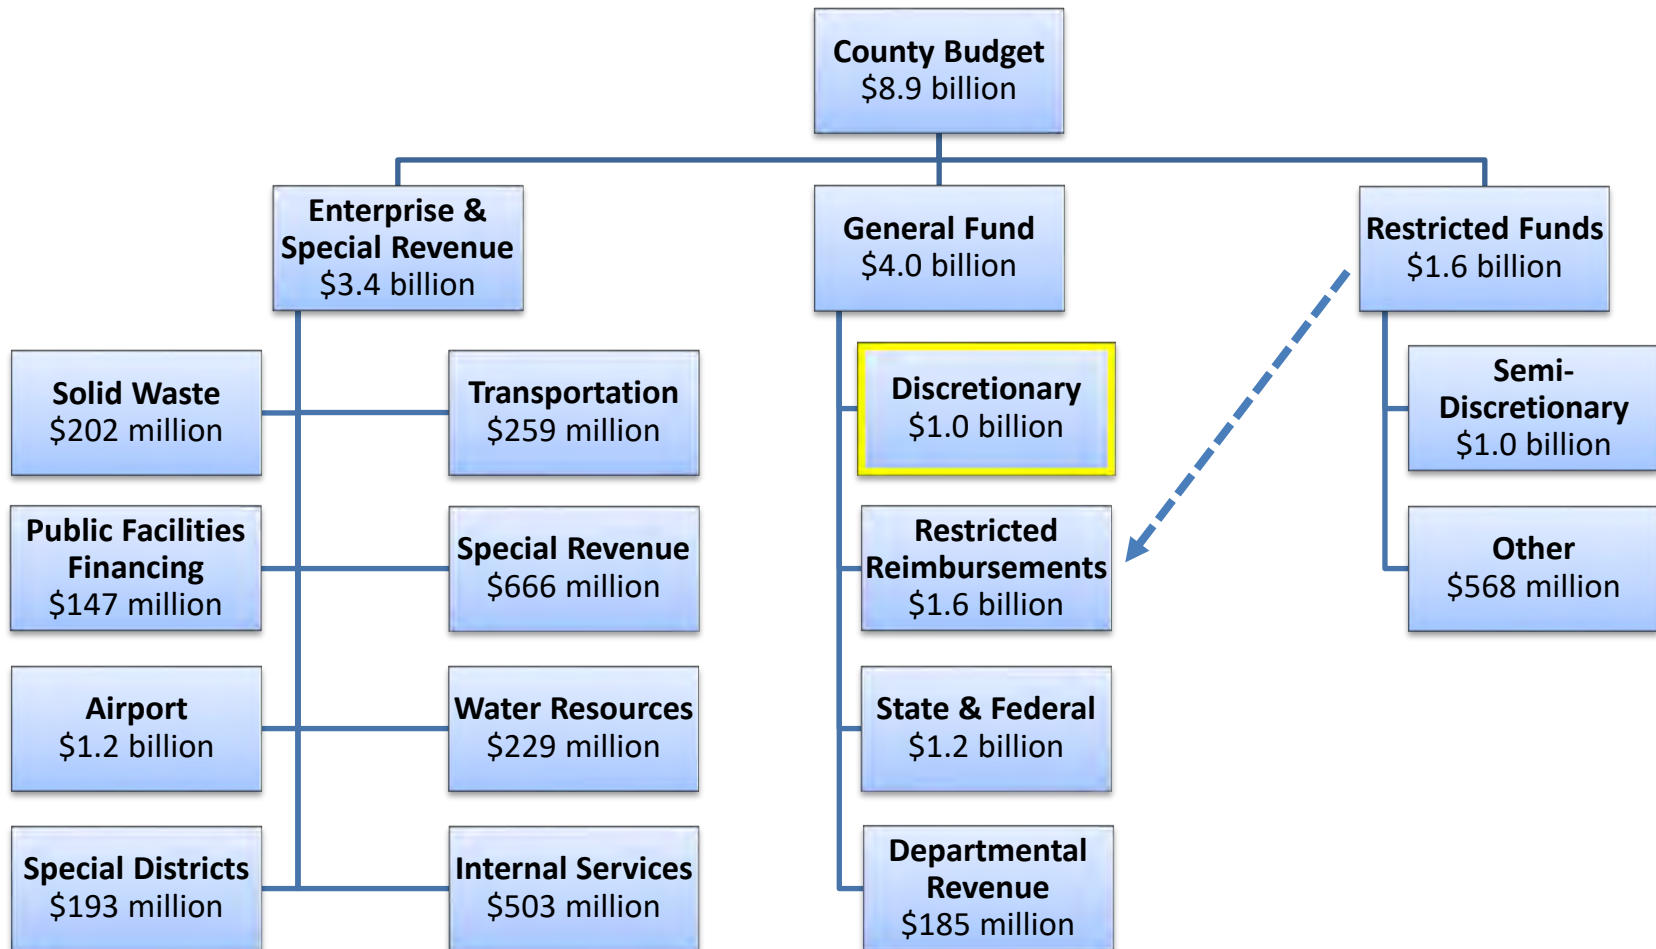 County Budget
$8.9 billion
Enterprise &
Special Revenue
$3.4 billion
General Fund
$4.0 billion
Restricted Funds
$1.6 billion
Solid Waste
$202 million
Transportation
$259 million
Discretionary
$1.0 billion
Semi-
Discretionary
$1.0 billion
Public Facilities
Financing
$147 million
Special Revenue
$666 million
Restricted
Reimbursements
$1.6 billion
Other
$568 million
Airport
$1.2 billion
Water Resources
$229 million
State & Federal
$1.2 billion
Special Districts
$193 million
Internal Services
$503 million
Departmental
Revenue
$185 million